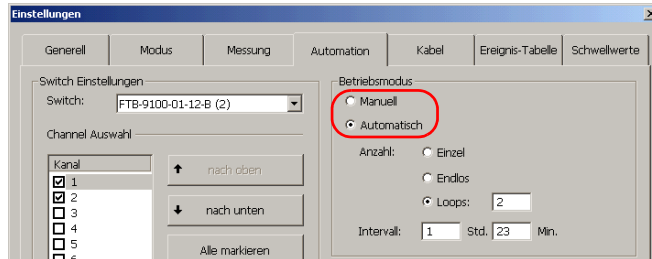 Einstellungen
Generell Modus Messung Automation Kabel Ereignis-Tabelle Schwellwerte
Switch Einstellungen
Switch: FTB-9100-01-12-B (2)
Channel Auswahl
Kanal
1
2
3
4
5
6
nach oben
nach unten
Alle markieren
Betriebsmodus
Manuell
Automatisch
Anzahl: Einzel
Endlos
Loops: 2
Intervall: 1 Std. 23 Min.